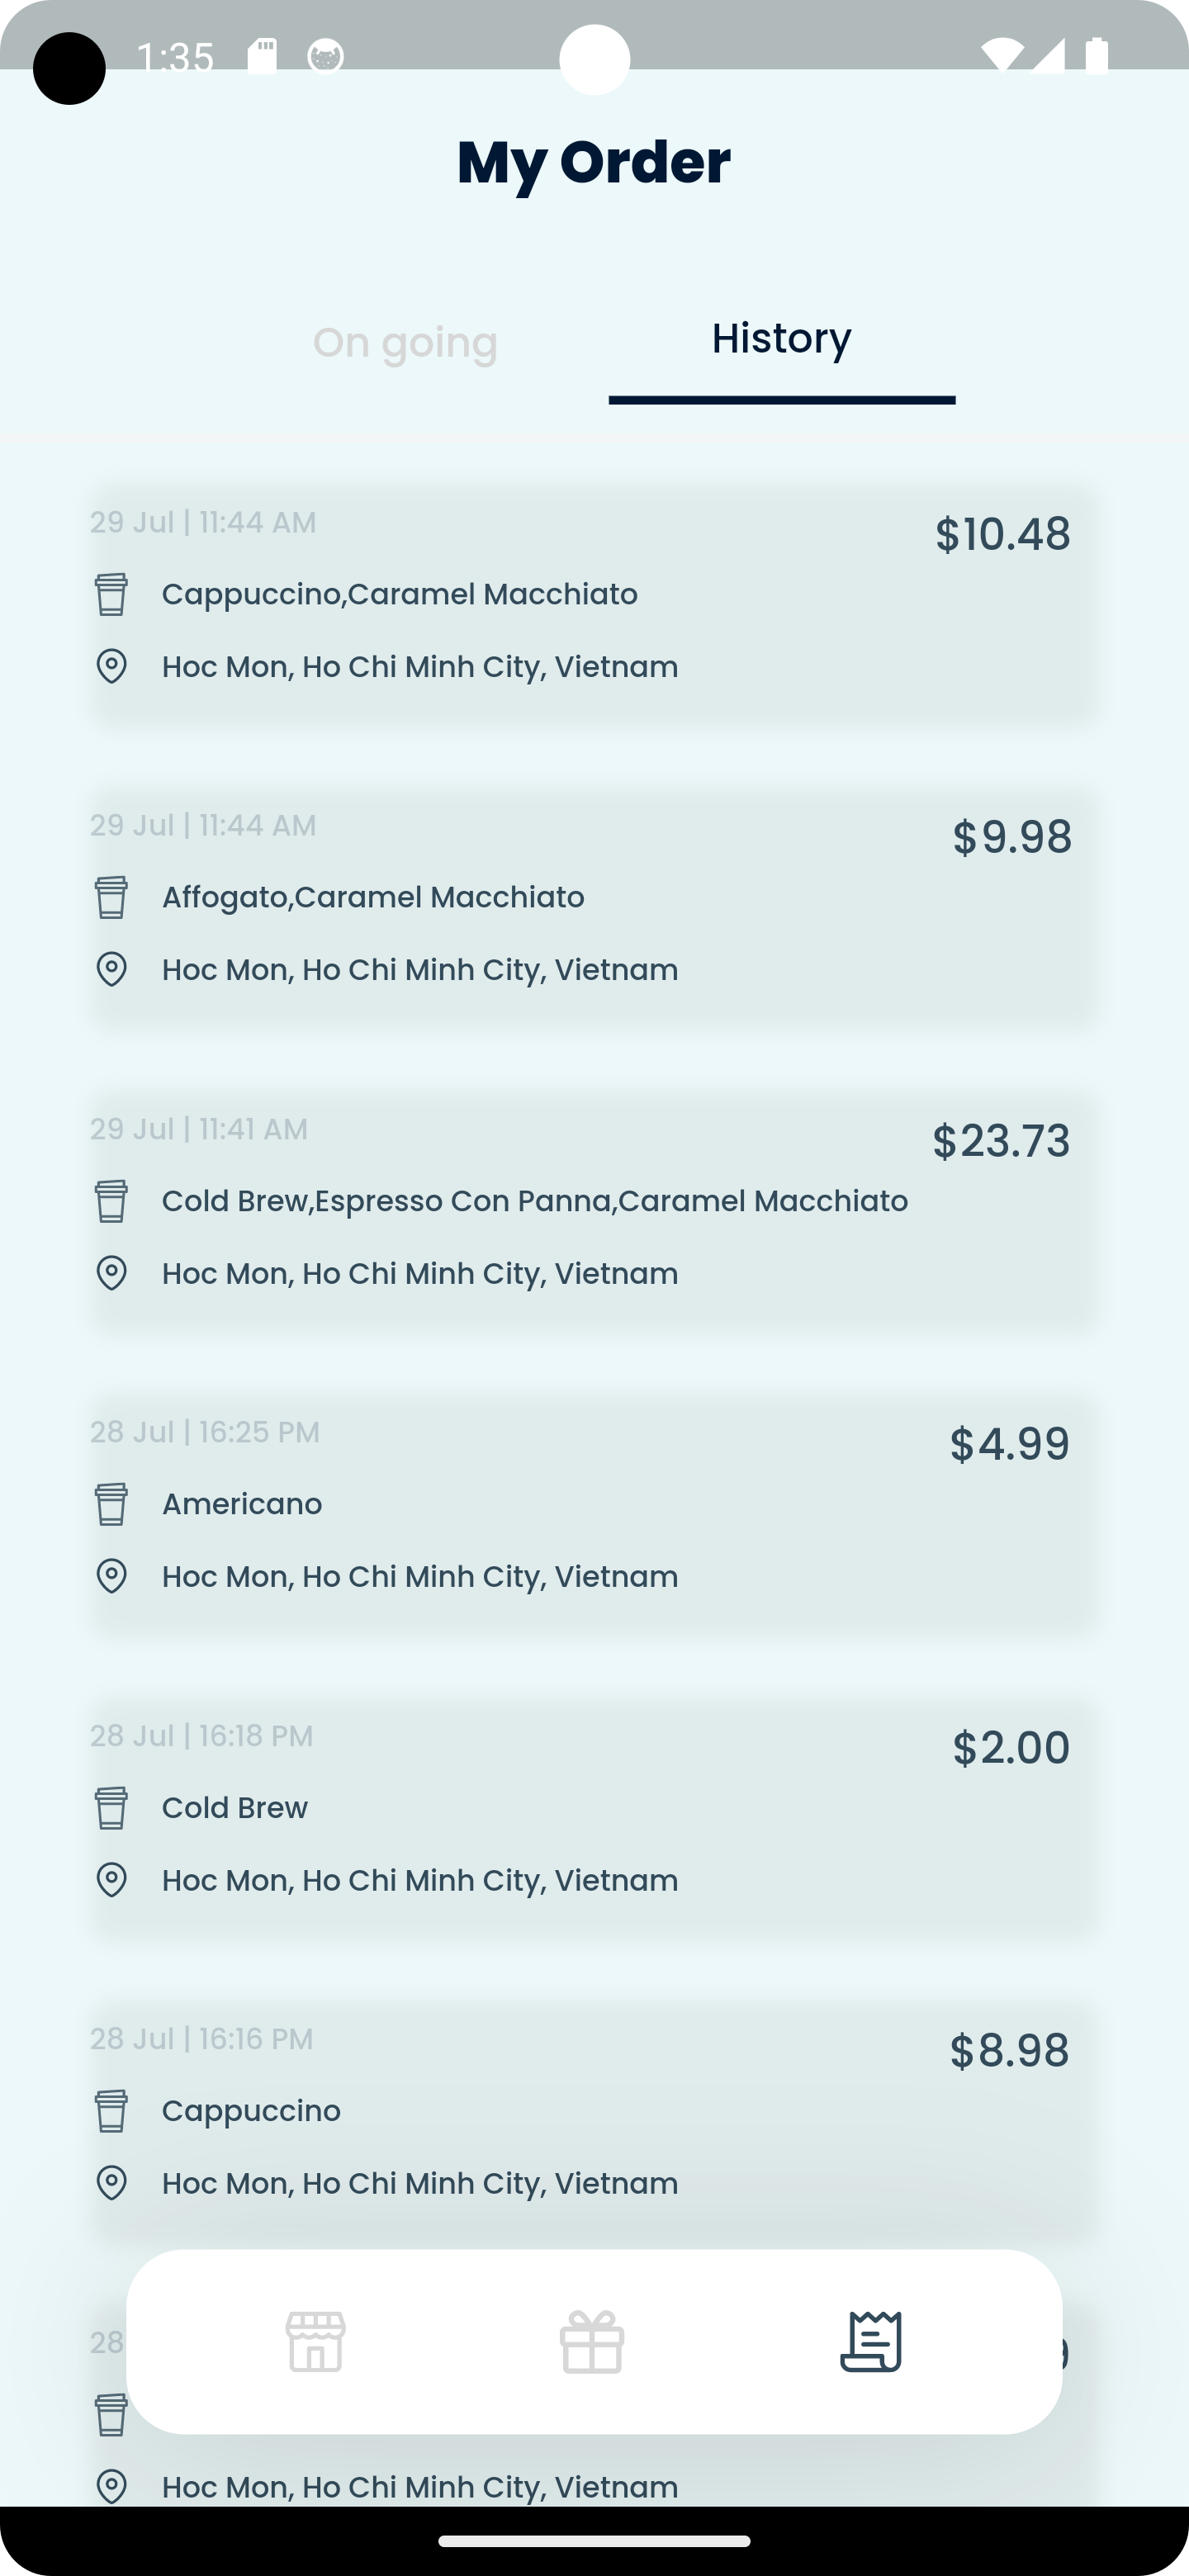 1:35
My Order
On going
History
29 Jul | 11:44 AM
$10.48
Cappuccino,Caramel Macchiato
Hoc Mon, Ho Chi Minh City, Vietnam
29 Jul | 11:44 AM
$9.98
Affogato,Caramel Macchiato
Hoc Mon, Ho Chi Minh City, Vietnam
29 Jul | 11:41 AM
$23.73
Cold Brew,Espresso Con Panna,Caramel Macchiato
Hoc Mon, Ho Chi Minh City, Vietnam
28 Jul | 16:25 PM
$4.99
Americano
Hoc Mon, Ho Chi Minh City, Vietnam
28 Jul | 16:18 PM
$2.00
Cold Brew
Hoc Mon, Ho Chi Minh City, Vietnam
28 Jul | 16:16 PM
$8.98
Cappuccino
Hoc Mon, Ho Chi Minh City, Vietnam
28
Hoc Mon, Ho Chi Minh City, Vietnam